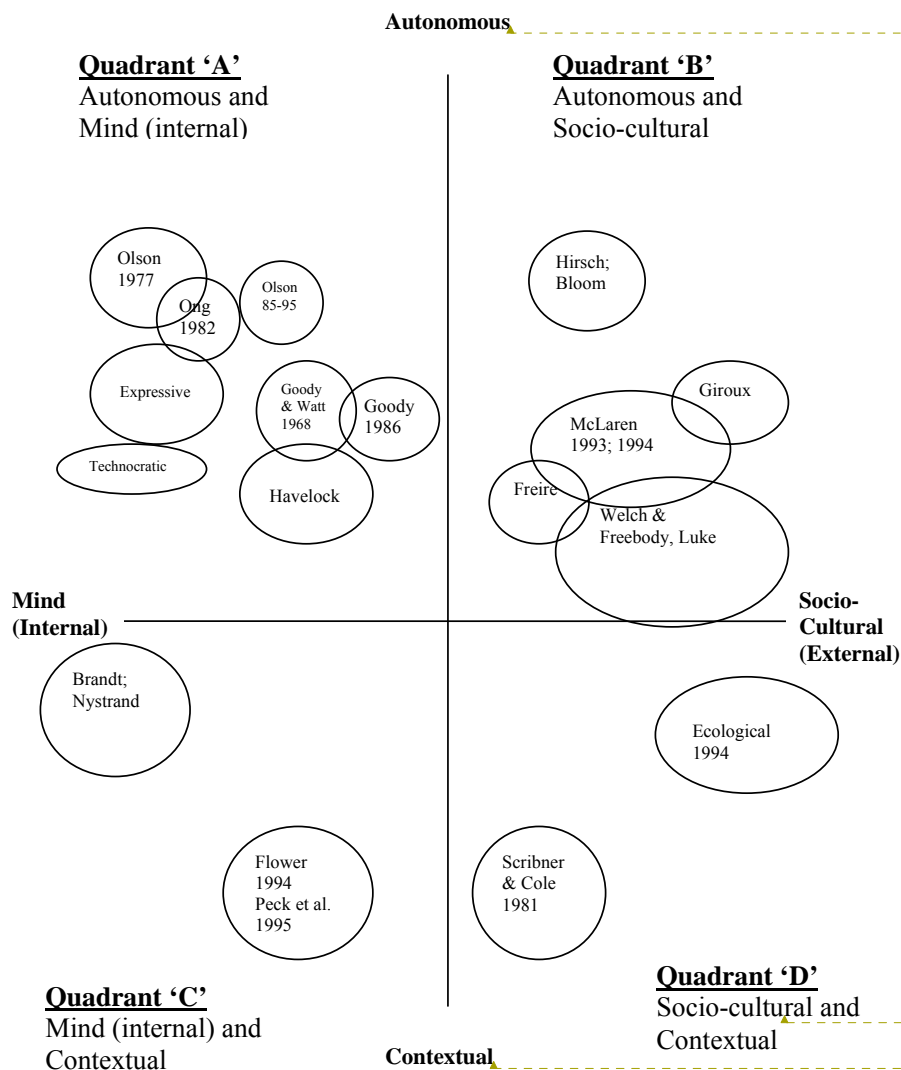 Autonomous
Quadrant ‘A’
Autonomous and
Mind (internal)
Quadrant ‘B’
Autonomous and
Socio-cultural
Olson
1977
Ong
1982
Olson
85-95
Expressive
Technocratic
Goody
& Watt
1968
Goody
1986
Havelock
Hirsch;
Bloom
Giroux
McLaren
1993; 1994
Freire
Welch &
Freebody, Luke
Mind
(Internal)
Socio-
Cultural
(External)
Brandt;
Nystrand
Ecological
1994
Flower
1994
Peck et al.
1995
Scribner
& Cole
1981
Quadrant ‘C’
Mind (internal) and
Contextual
Quadrant ‘D’
Socio-cultural and
Contextual
Contextual